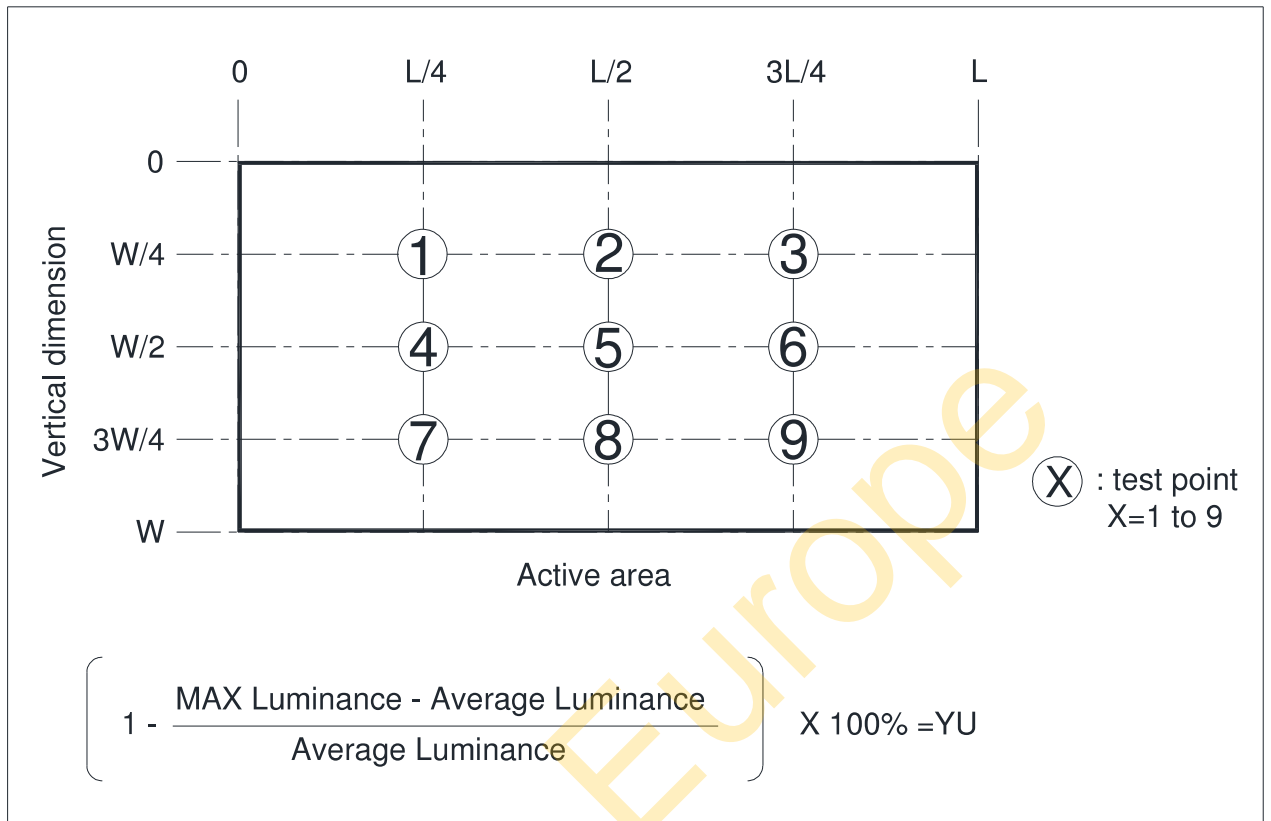 0 L/4 L/2 3L/4 L
0
W/4
W/2
3W/4
W
Vertical dimension
1 2 3
4 5 6
7 8 9
X : test point
X=1 to 9
Active area
MAX Luminance - Average Luminance
1 -
Average Luminance
X 100% =YU
Europe